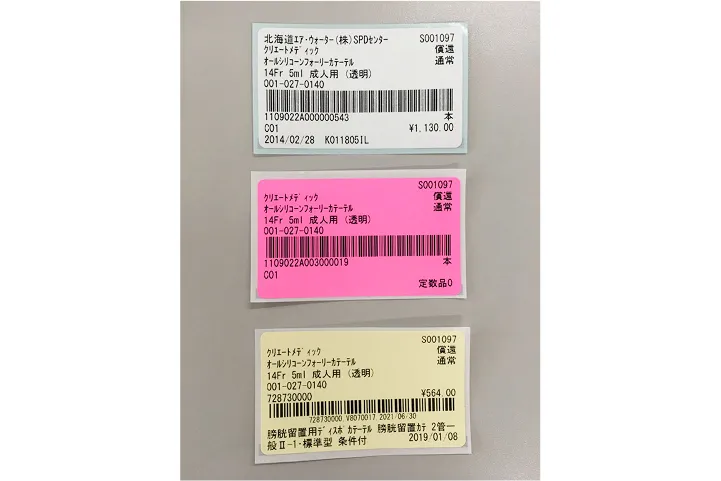 北海道エア・ウォーター(株)SPDセンター S001097
クリエートメディック 償還
オールシリコーンフォーリーカテーテル 通常
14Fr 5ml 成人用 (透明)
001-027-0140
1109022A000000543 本
C01 ¥1,130.00
2014/02/28 K011805IL
S001097
クリエートメディック 償還
オールシリコーンフォーリーカテーテル 通常
14Fr 5ml 成人用 (透明)
001-027-0140
1109022A003000019 本
C01
定数品0
S001097
クリエートメディック 償還
オールシリコーンフォーリーカテーテル 通常
14Fr 5ml 成人用 (透明)
001-027-0140
728730000 ¥564.00
728730000,V8070017,2021/06/30
膀胱留置用ディスポカテーテル 膀胱留置カテ 2管一
般Ⅱ-1・標準型 条件付 2019/01/08